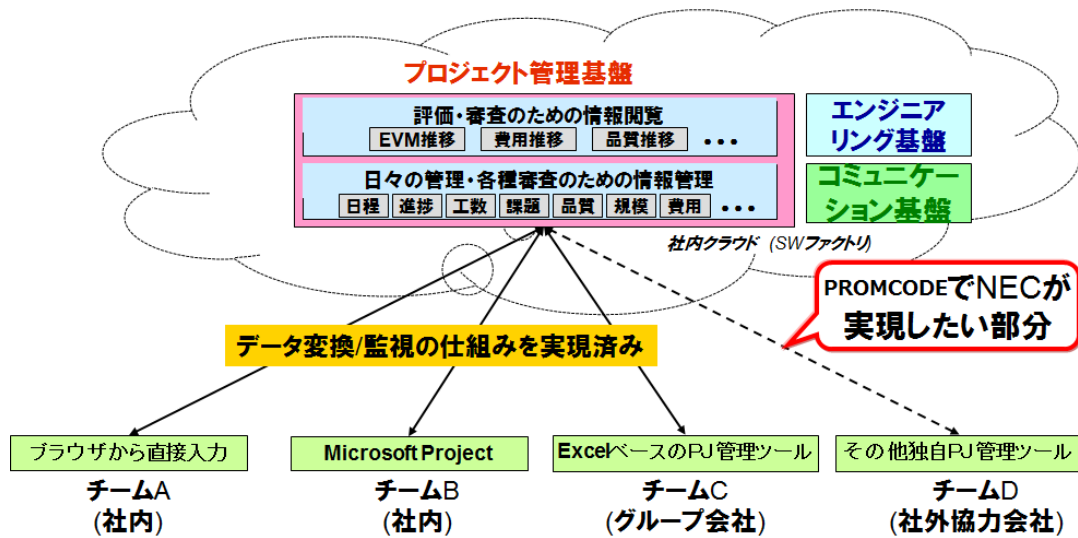 プロジェクト管理基盤
評価・審査のための情報閲覧
EVM推移 費用推移 品質推移 ・・・
日々の管理・各種審査のための情報管理
日程 進捗 工数 課題 品質 規模 費用 ・・・
エンジニア
リング基盤
コミュニケー
ション基盤
社内クラウド (SWファクトリ)
PROMCODEでNECが
実現したい部分
データ変換/監視の仕組みを実現済み
ブラウザから直接入力
チームA
(社内)
Microsoft Project
チームB
(社内)
ExcelベースのPJ管理ツール
チームC
(グループ会社)
その他独自PJ管理ツール
チームD
(社外協力会社)